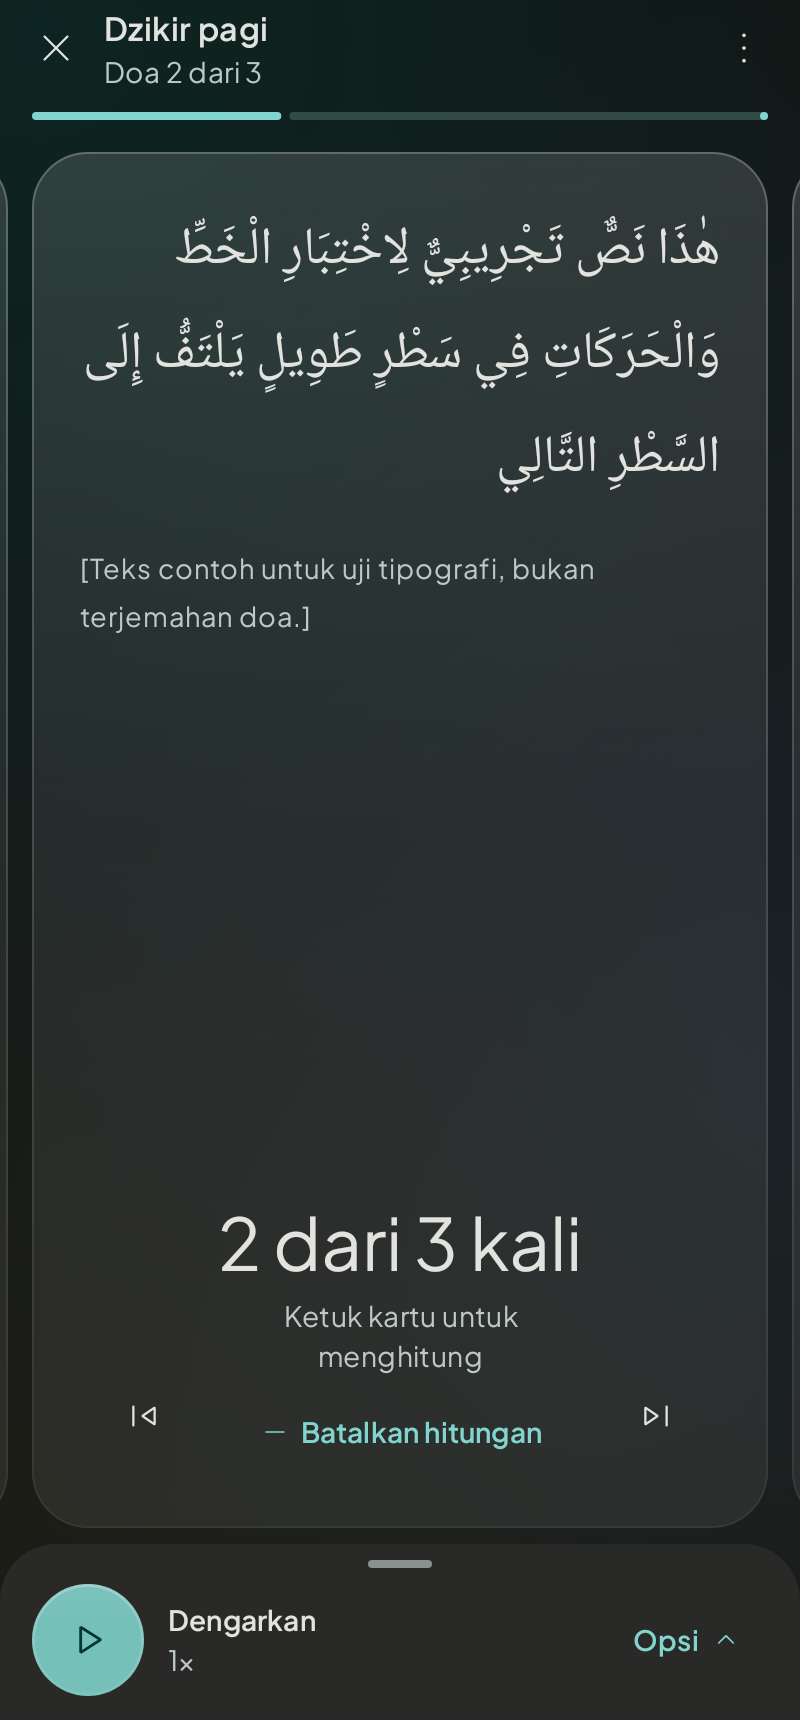 Dzikir pagi
Doa 2 dari 3
هٰذَا نَصٌّ تَجْرِيبِيٌّ لِاخْتِبَارِ الْخَطِّ
وَالْحَرَكَاتِ فِي سَطْرٍ طَوِيلٍ يَلْتَفُّ إِلَى
السَّطْرِ التَّالِي
[Teks contoh untuk uji tipografi, bukan
terjemahan doa.]
2 dari 3 kali
Ketuk kartu untuk
menghitung
Batalkan hitungan
Dengarkan
1×
Opsi